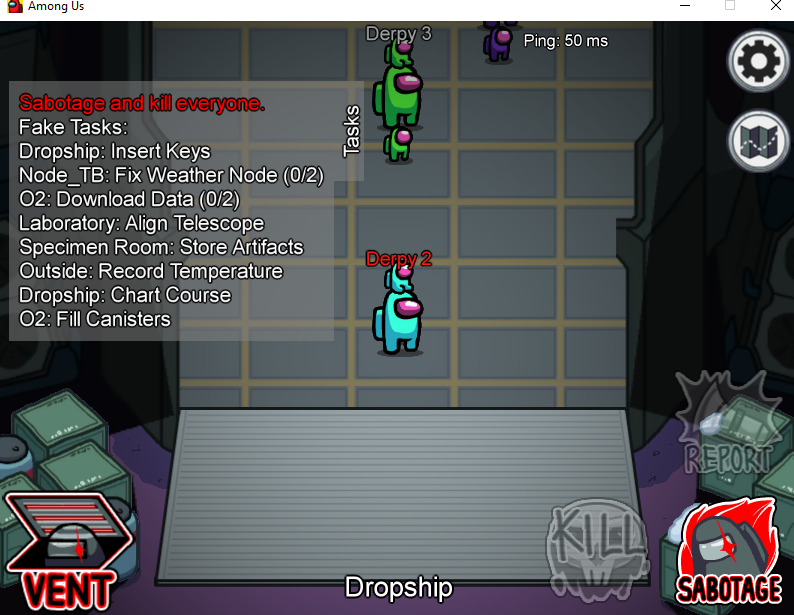 Among Us
Derpy 3
Ping: 50 ms
Sabotage and kill everyone.
Fake Tasks:
Dropship: Insert Keys
Node_TB: Fix Weather Node (0/2)
O2: Download Data (0/2)
Laboratory: Align Telescope
Specimen Room: Store Artifacts
Outside: Record Temperature
Dropship: Chart Course
O2: Fill Canisters
Tasks
Derpy 2
REPORT
KILL
VENT
Dropship
SABOTAGE